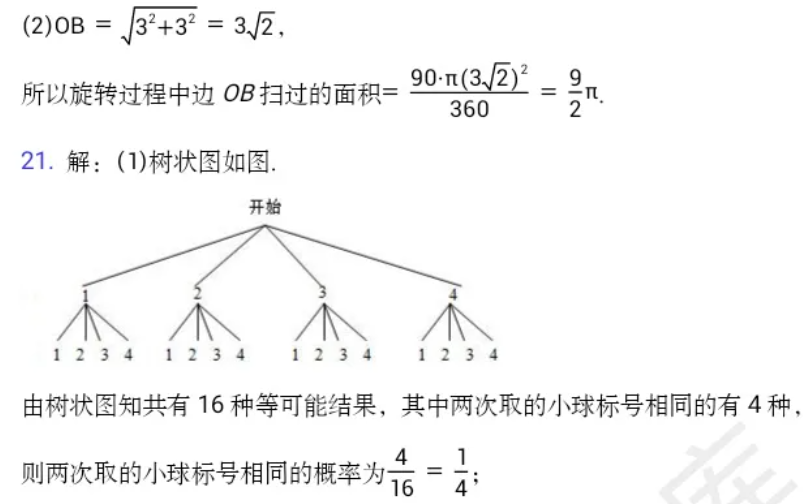 (2)OB = √(3²+3²) = 3√2,
所以旋转过程中边 OB 扫过的面积= 90·π(3√2)²/360 = 9/2 π.
21. 解：(1)树状图如图.
开始
1 2 3 4
1 2 3 4 1 2 3 4 1 2 3 4 1 2 3 4
由树状图知共有 16 种等可能结果，其中两次取的小球标号相同的有 4 种，
则两次取的小球标号相同的概率为 4/16 = 1/4；
库